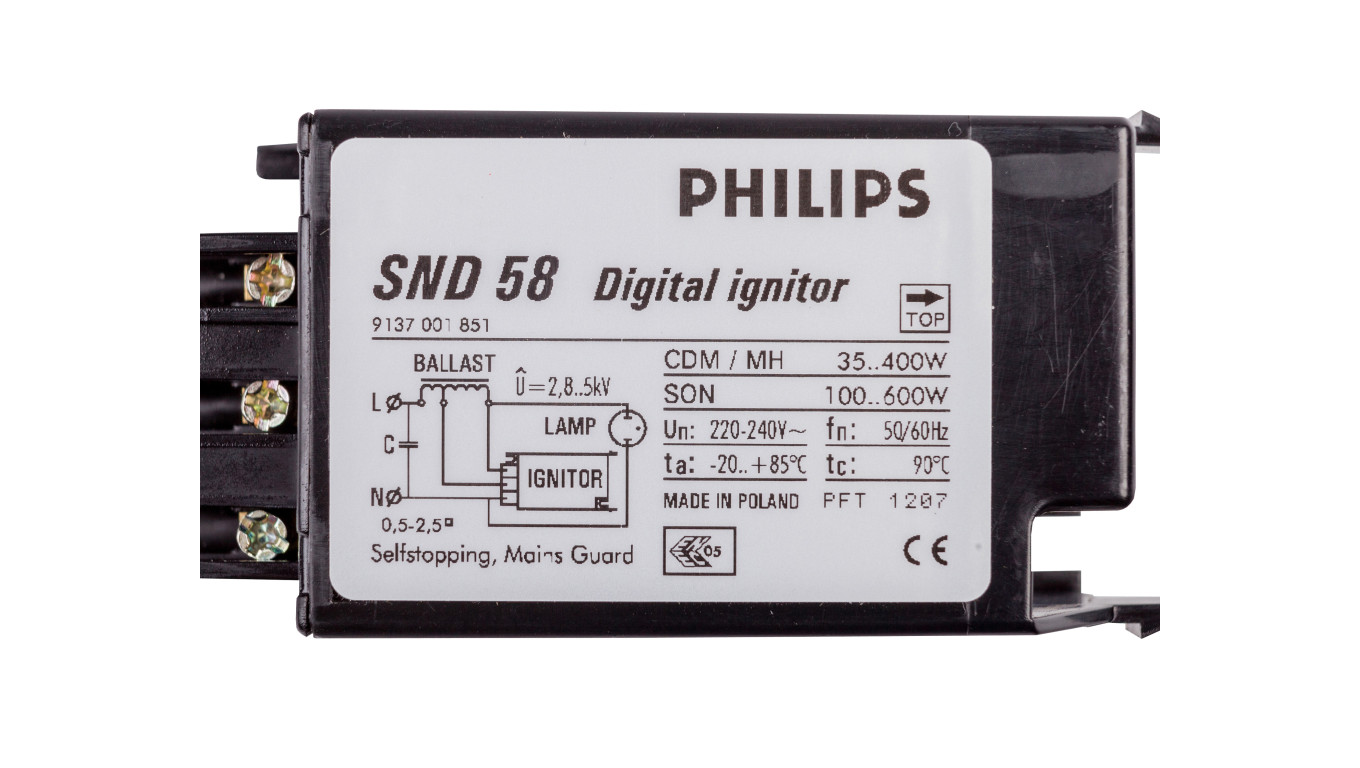 PHILIPS
SND 58 Digital ignitor
TOP
9137 001 851
BALLAST
Û=2,8..5kV
L
LAMP
C
IGNITOR
N
0,5-2,5
Selfstopping, Mains Guard
CDM / MH 35..400W
SON 100..600W
Un: 220-240V~ fn: 50/60Hz
ta: -20..+85°C tc: 90°C
MADE IN POLAND PFT 1207
05
CE